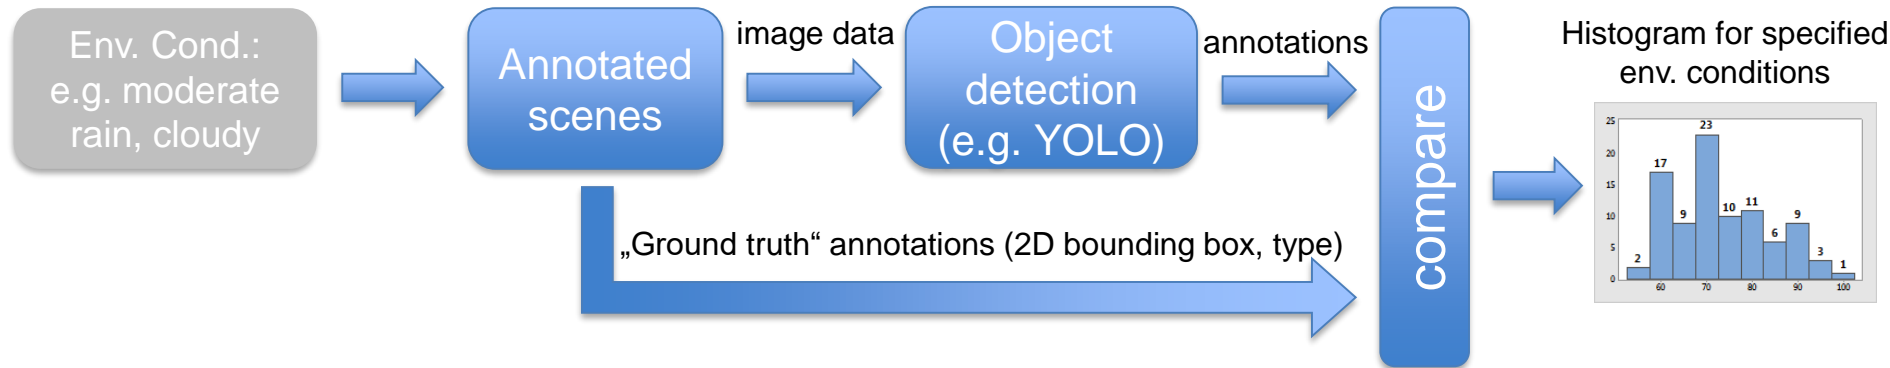 Env. Cond.:
e.g. moderate
rain, cloudy
Annotated
scenes
image data
Object
detection
(e.g. YOLO)
annotations
compare
„Ground truth“ annotations (2D bounding box, type)
Histogram for specified
env. conditions
25
20
15
10
5
0
2
17
9
23
10
11
6
9
3
1
60
70
80
90
100